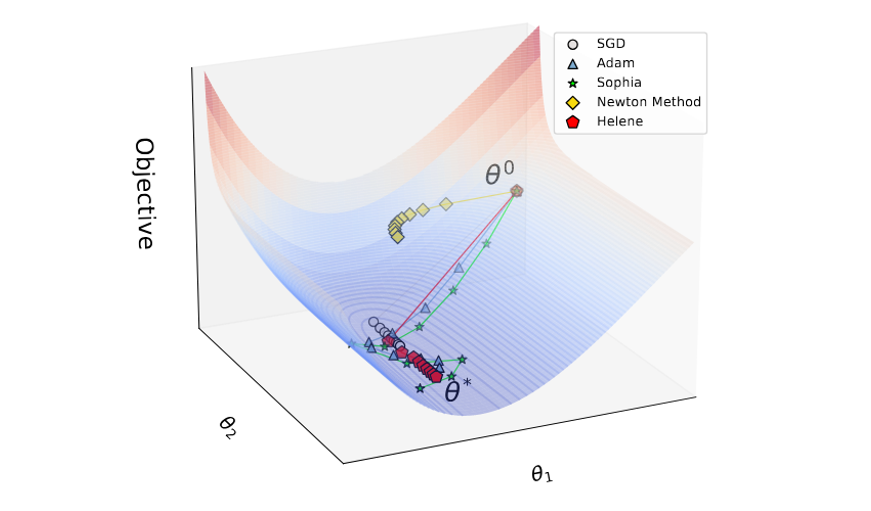 SGD
Adam
Sophia
Newton Method
Helene
θ⁰
Objective
θ*
θ₂
θ₁